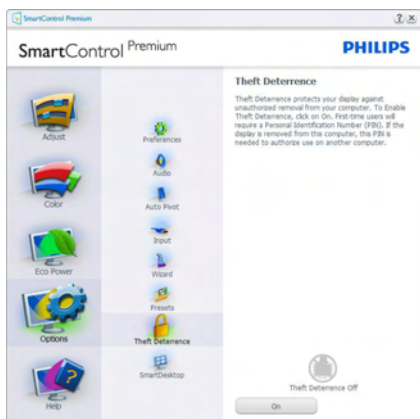 SmartControl Premium
SmartControl Premium
PHILIPS
Adjust
Color
Eco Power
Options
Help
Preferences
Audio
Auto Pivot
Input
Wizard
Presets
Theft Deterrence
SmartDesktop
Theft Deterrence
Theft Deterrence protects your display against
unauthorized removal from your computer. To Enable
Theft Deterrence, click on On. First-time users will
require a Personal Identification Number (PIN). If the
display is removed from this computer, this PIN is
needed to authorize use on another computer.
Theft Deterrence Off
On